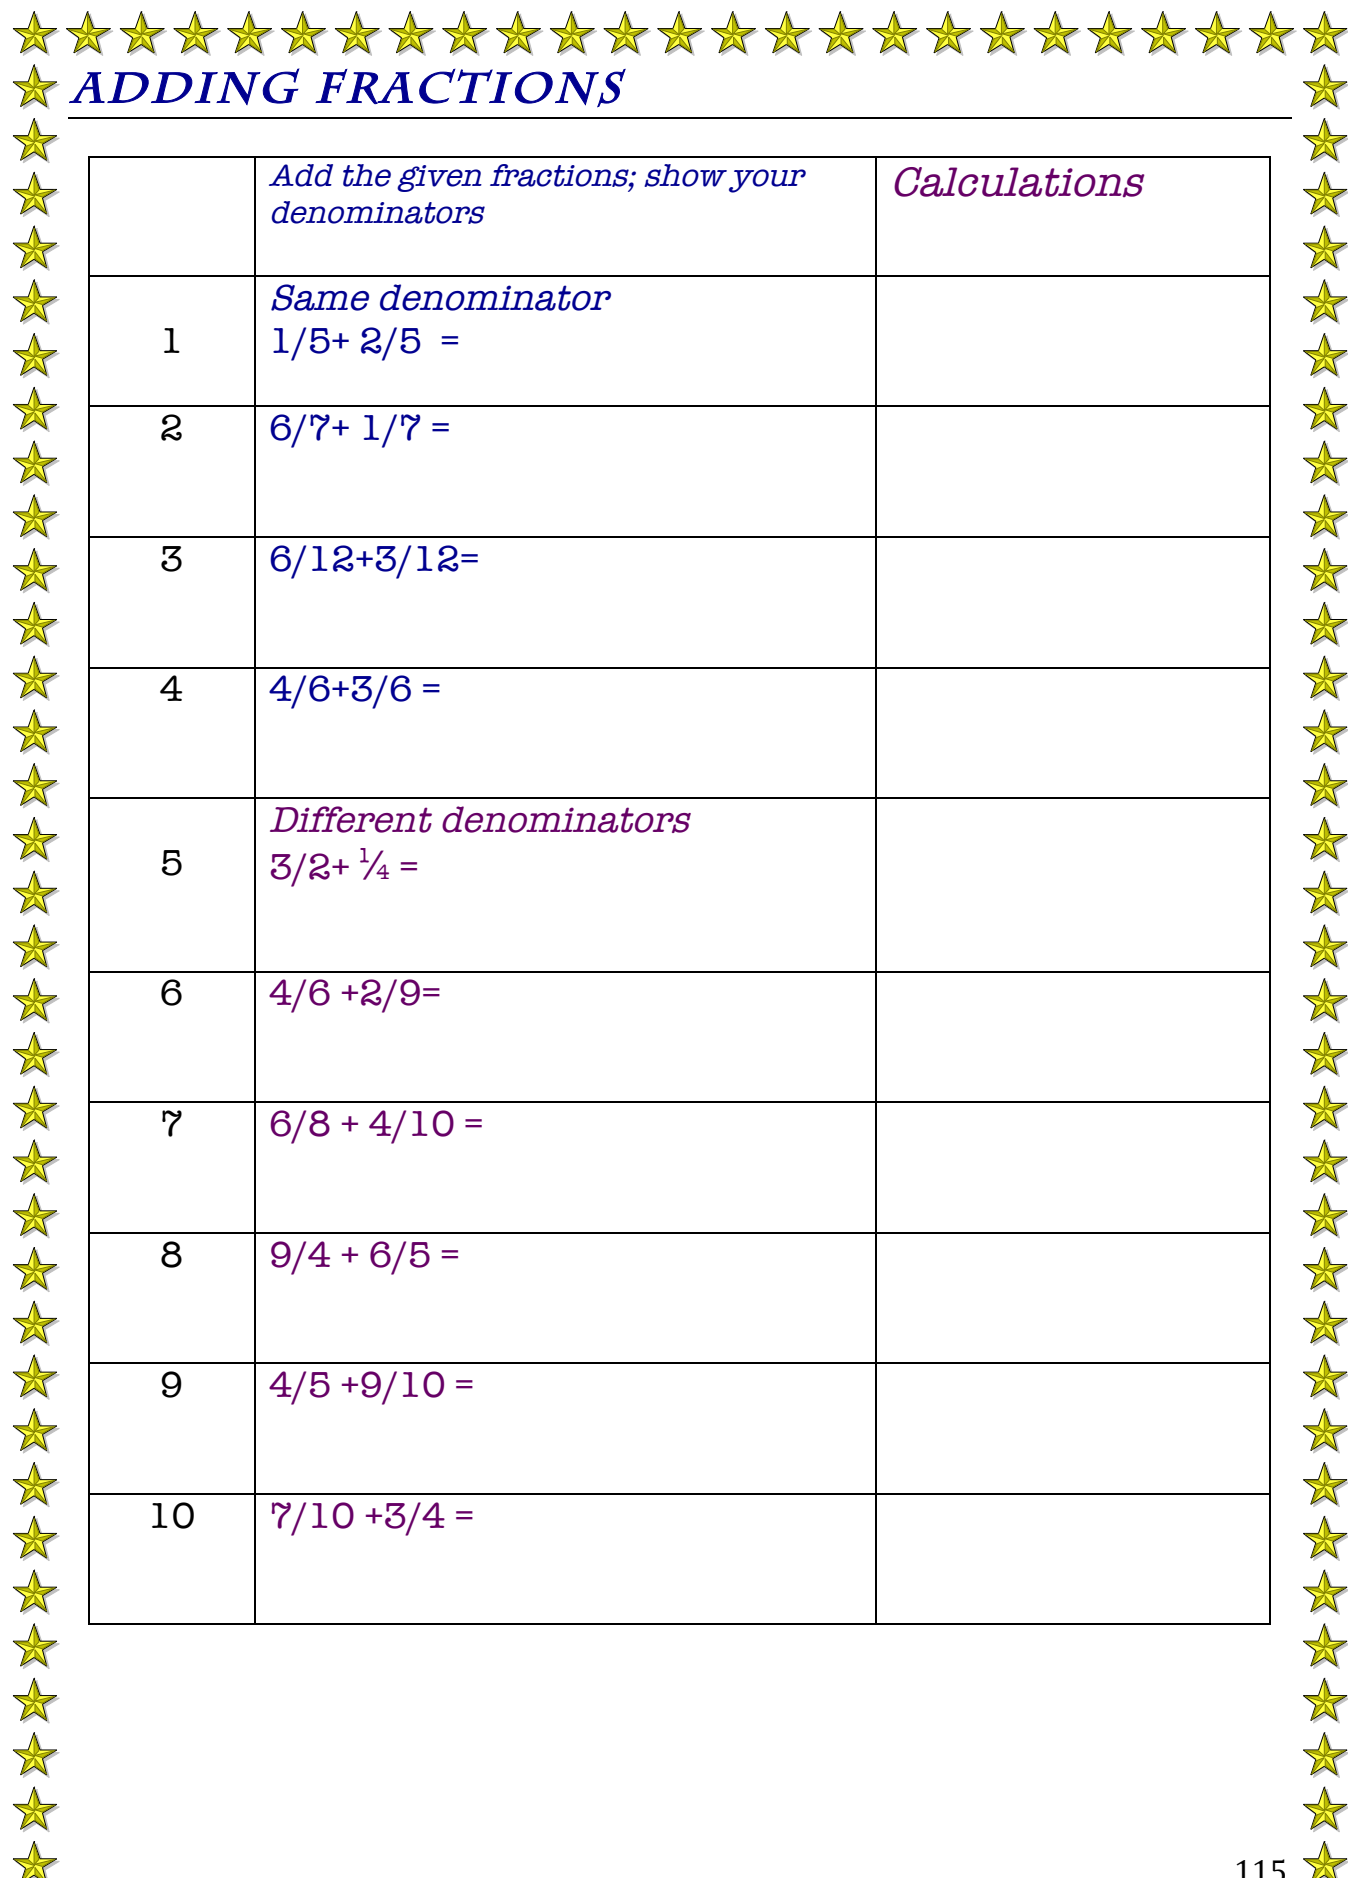 ADDING FRACTIONS
Add the given fractions; show your
denominators
Calculations
Same denominator
1
1/5+ 2/5 =
2
6/7+ 1/7 =
3
6/12+3/12=
4
4/6+3/6 =
Different denominators
5
3/2+ ¼ =
6
4/6 +2/9=
7
6/8 + 4/10 =
8
9/4 + 6/5 =
9
4/5 +9/10 =
10
7/10 +3/4 =
115